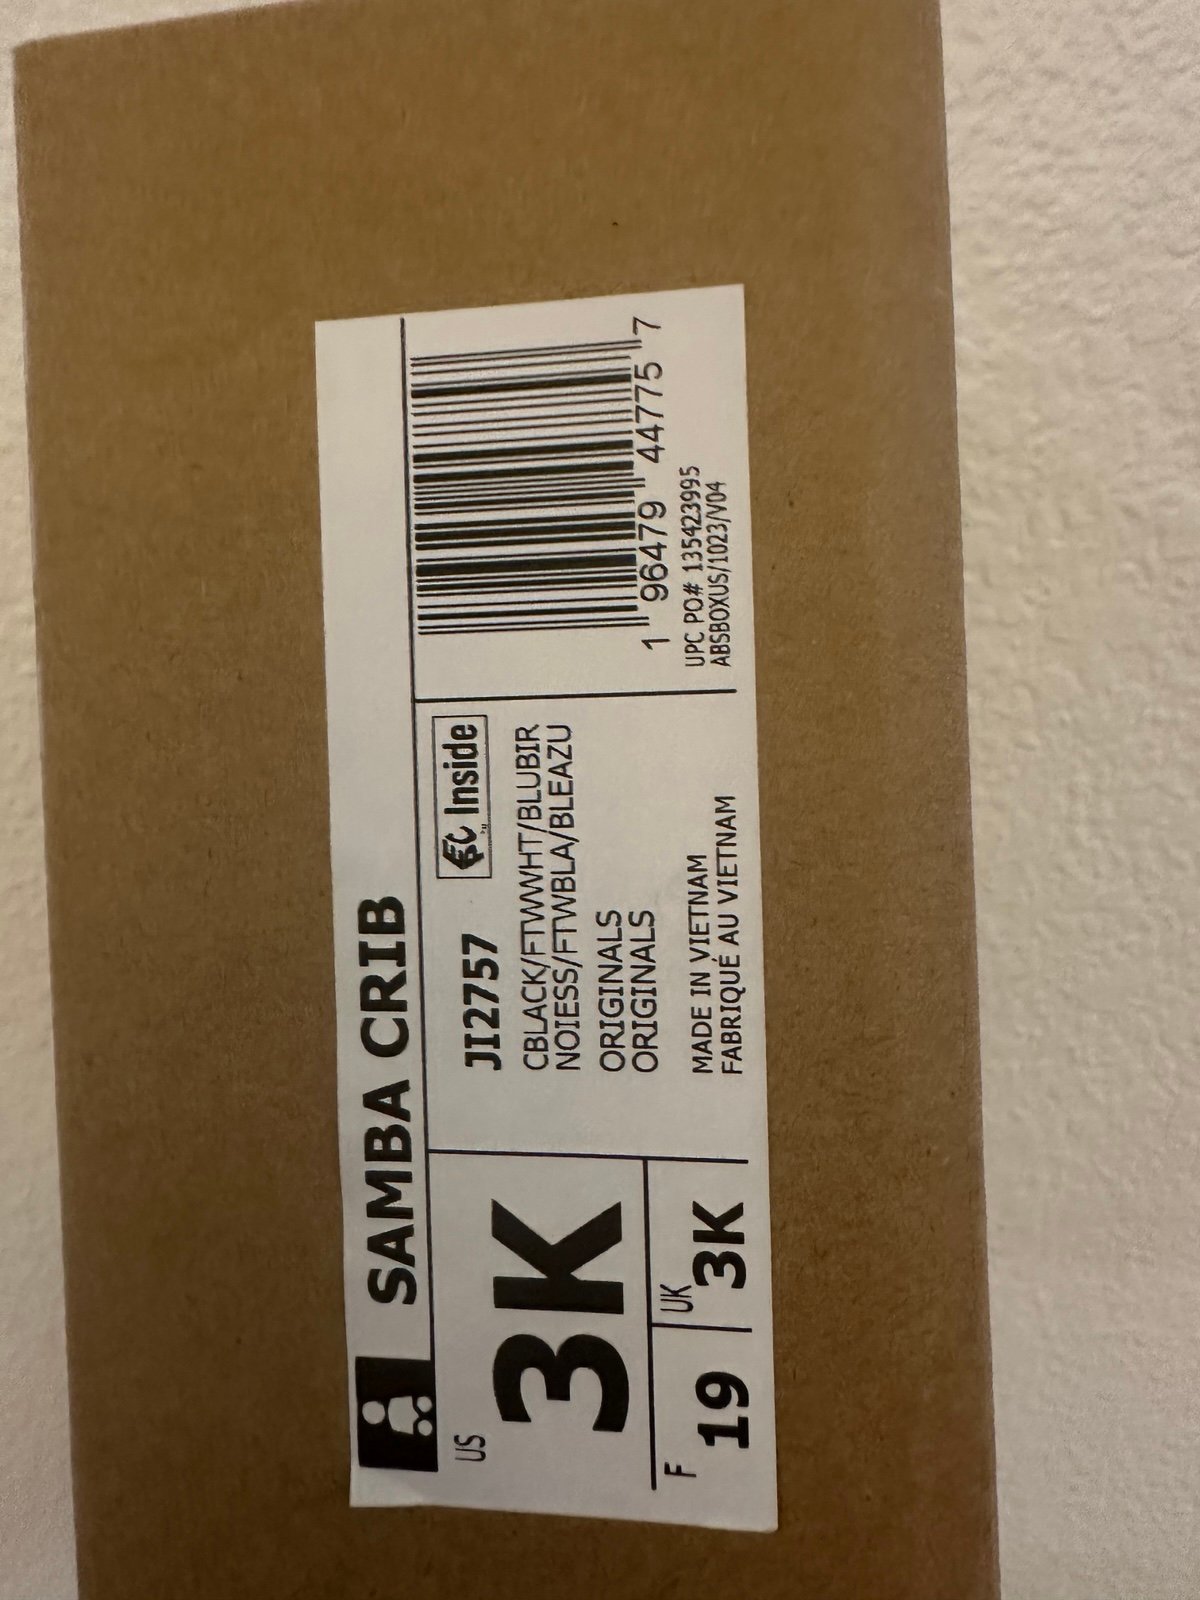 SAMBA CRIB
US
3K
F
19
UK
3K
JI2757
Inside
CBLACK/FTWWHT/BLUBIR
NOIESS/FTWBLA/BLEAZU
ORIGINALS
ORIGINALS
MADE IN VIETNAM
FABRIQUÉ AU VIETNAM
1 96479 44775 7
UPC PO# 135423995
ABSBOXUS/1023/V04